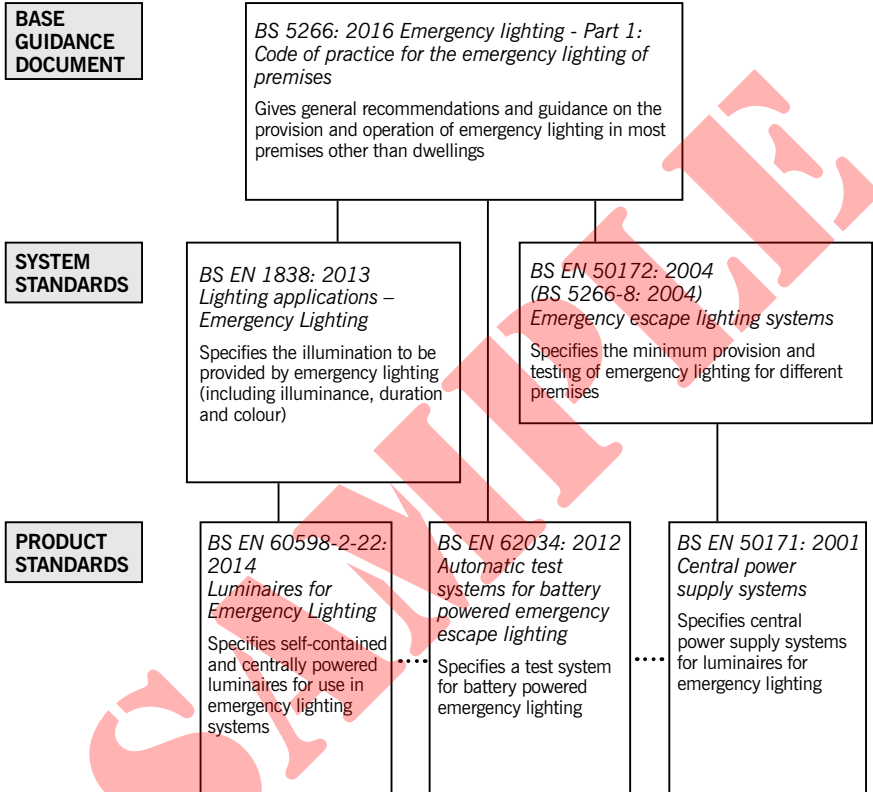 BASE
GUIDANCE
DOCUMENT
BS 5266: 2016 Emergency lighting - Part 1:
Code of practice for the emergency lighting of
premises
Gives general recommendations and guidance on the
provision and operation of emergency lighting in most
premises other than dwellings
SYSTEM
STANDARDS
BS EN 1838: 2013
Lighting applications –
Emergency Lighting
Specifies the illumination to be
provided by emergency lighting
(including illuminance, duration
and colour)
BS EN 50172: 2004
(BS 5266-8: 2004)
Emergency escape lighting systems
Specifies the minimum provision and
testing of emergency lighting for different
premises
PRODUCT
STANDARDS
BS EN 60598-2-22:
2014
Luminaires for
Emergency Lighting
Specifies self-contained
and centrally powered
luminaires for use in
emergency lighting
systems
BS EN 62034: 2012
Automatic test
systems for battery
powered emergency
escape lighting
Specifies a test system
for battery powered
emergency lighting
BS EN 50171: 2001
Central power
supply systems
Specifies central
power supply systems
for luminaires for
emergency lighting
SAMPLE